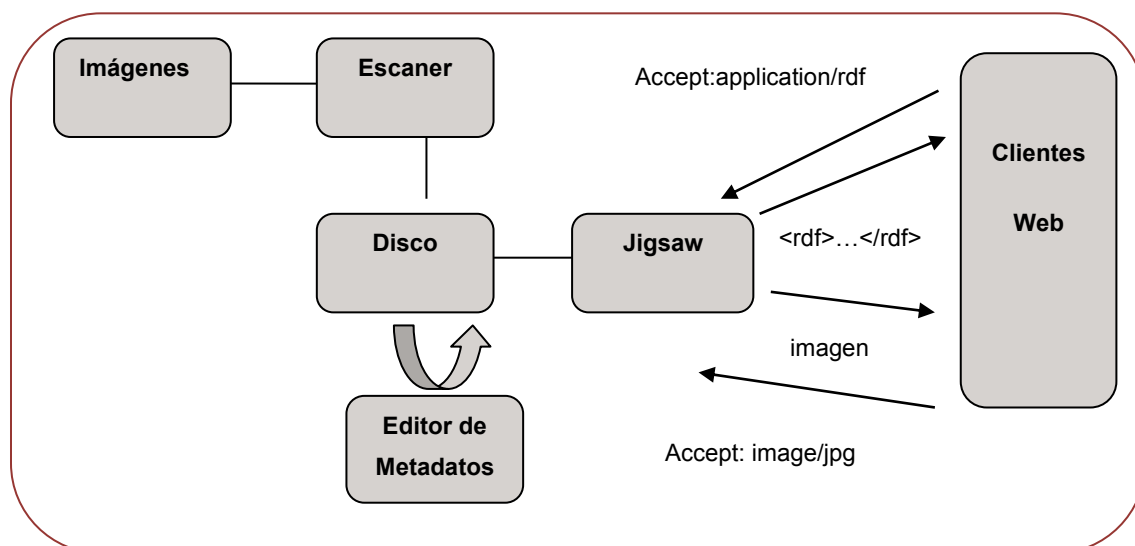 Imágenes
Escaner
Accept:application/rdf
Clientes
Web
Disco
Jigsaw
<rdf>…</rdf>
imagen
Editor de
Metadatos
Accept: image/jpg